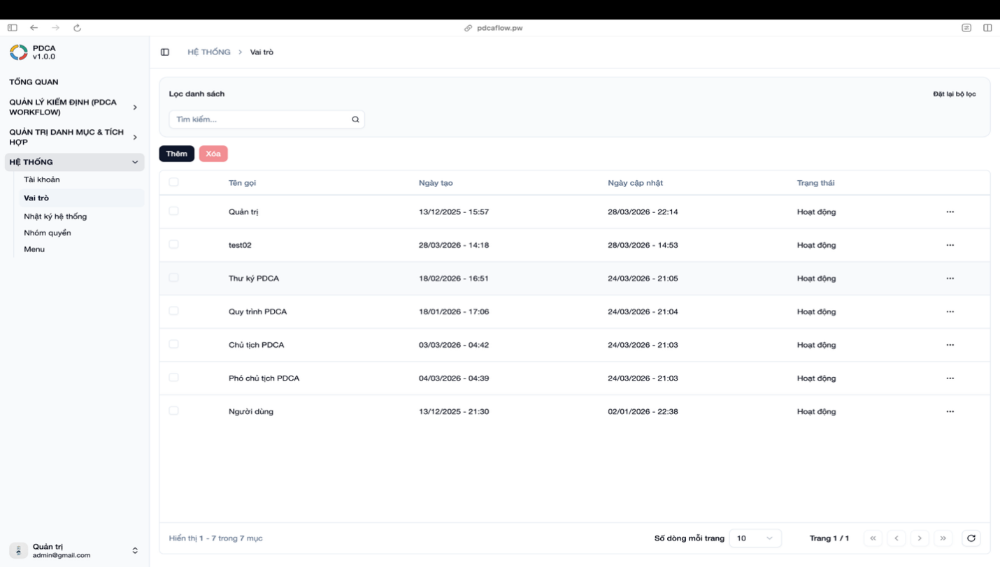 pdcaflow.pw
PDCA
v1.0.0
HỆ THỐNG > Vai trò
TỔNG QUAN
QUẢN LÝ KIỂM ĐỊNH (PDCA
WORKFLOW)
QUẢN TRỊ DANH MỤC & TÍCH
HỢP
HỆ THỐNG
Tài khoản
Vai trò
Nhật ký hệ thống
Nhóm quyền
Menu
Lọc danh sách
Đặt lại bộ lọc
Tìm kiếm...
Thêm Xóa
Tên gọi Ngày tạo Ngày cập nhật Trạng thái
Quản trị 13/12/2025 - 15:57 28/03/2026 - 22:14 Hoạt động ...
test02 28/03/2026 - 14:18 28/03/2026 - 14:53 Hoạt động ...
Thư ký PDCA 18/02/2026 - 16:51 24/03/2026 - 21:05 Hoạt động ...
Quy trình PDCA 18/01/2026 - 17:06 24/03/2026 - 21:04 Hoạt động ...
Chủ tịch PDCA 03/03/2026 - 04:42 24/03/2026 - 21:03 Hoạt động ...
Phó chủ tịch PDCA 04/03/2026 - 04:39 24/03/2026 - 21:03 Hoạt động ...
Người dùng 13/12/2025 - 21:30 02/01/2026 - 22:38 Hoạt động ...
Hiển thị 1 - 7 trong 7 mục
Số dòng mỗi trang 10 Trang 1 / 1
Quản trị
admin@gmail.com